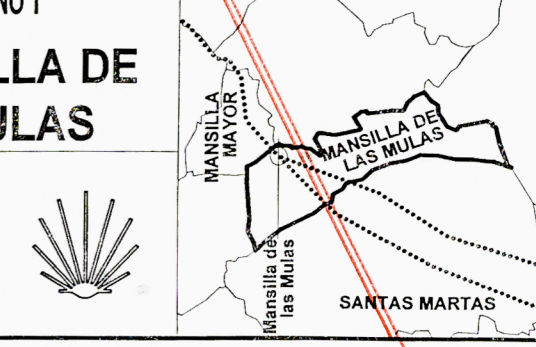 LLA DE
ULAS
MANSILLA
MAYOR
MANSILLA DE
LAS MULAS
Mansilla de
las Mulas
SANTAS MARTAS